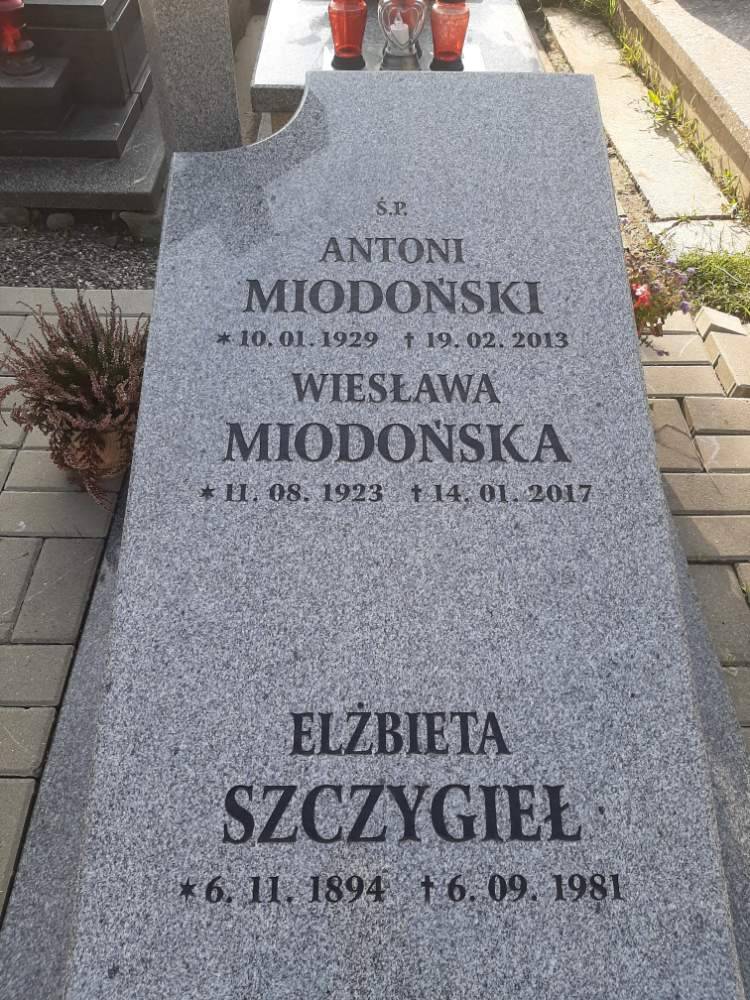 Ś.P.
ANTONI
MIODOŃSKI
✶ 10. 01. 1929 † 19. 02. 2013
WIESŁAWA
MIODOŃSKA
✶ 11. 08. 1923 † 14. 01. 2017
ELŻBIETA
SZCZYGIEŁ
✶ 6. 11. 1894 † 6. 09. 1981